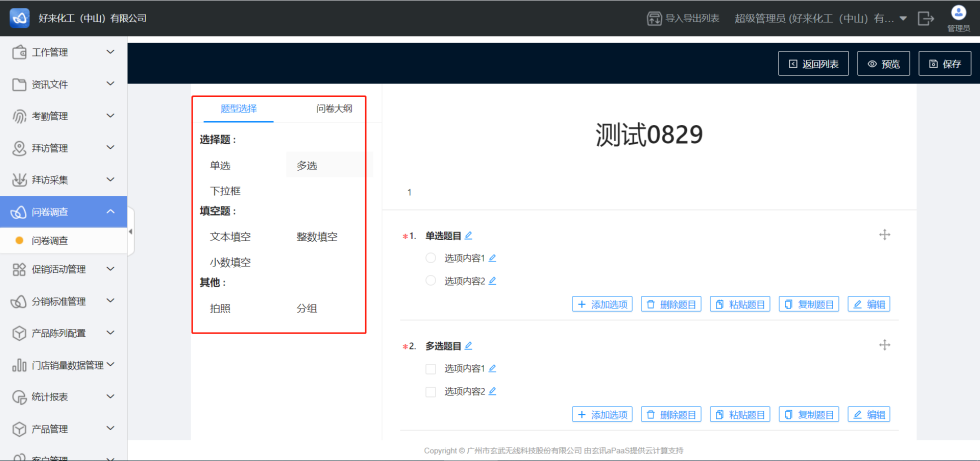 好来化工（中山）有限公司
导入导出列表
超级管理员 (好来化工（中山）有...
管理员
工作管理
资讯文件
考勤管理
拜访管理
拜访采集
问卷调查
问卷调查
促销活动管理
分销标准管理
产品陈列配置
门店销量数据管理
统计报表
产品管理
客户管理
返回列表
预览
保存
题型选择
问卷大纲
选择题：
单选
多选
下拉框
填空题：
文本填空
整数填空
小数填空
其他：
拍照
分组
测试0829
1
*1. 单选题目
选项内容1
选项内容2
添加选项
删除题目
粘贴题目
复制题目
编辑
*2. 多选题目
选项内容1
选项内容2
添加选项
删除题目
粘贴题目
复制题目
编辑
Copyright © 广州市玄武无线科技股份有限公司 由玄讯aPaaS提供云计算支持